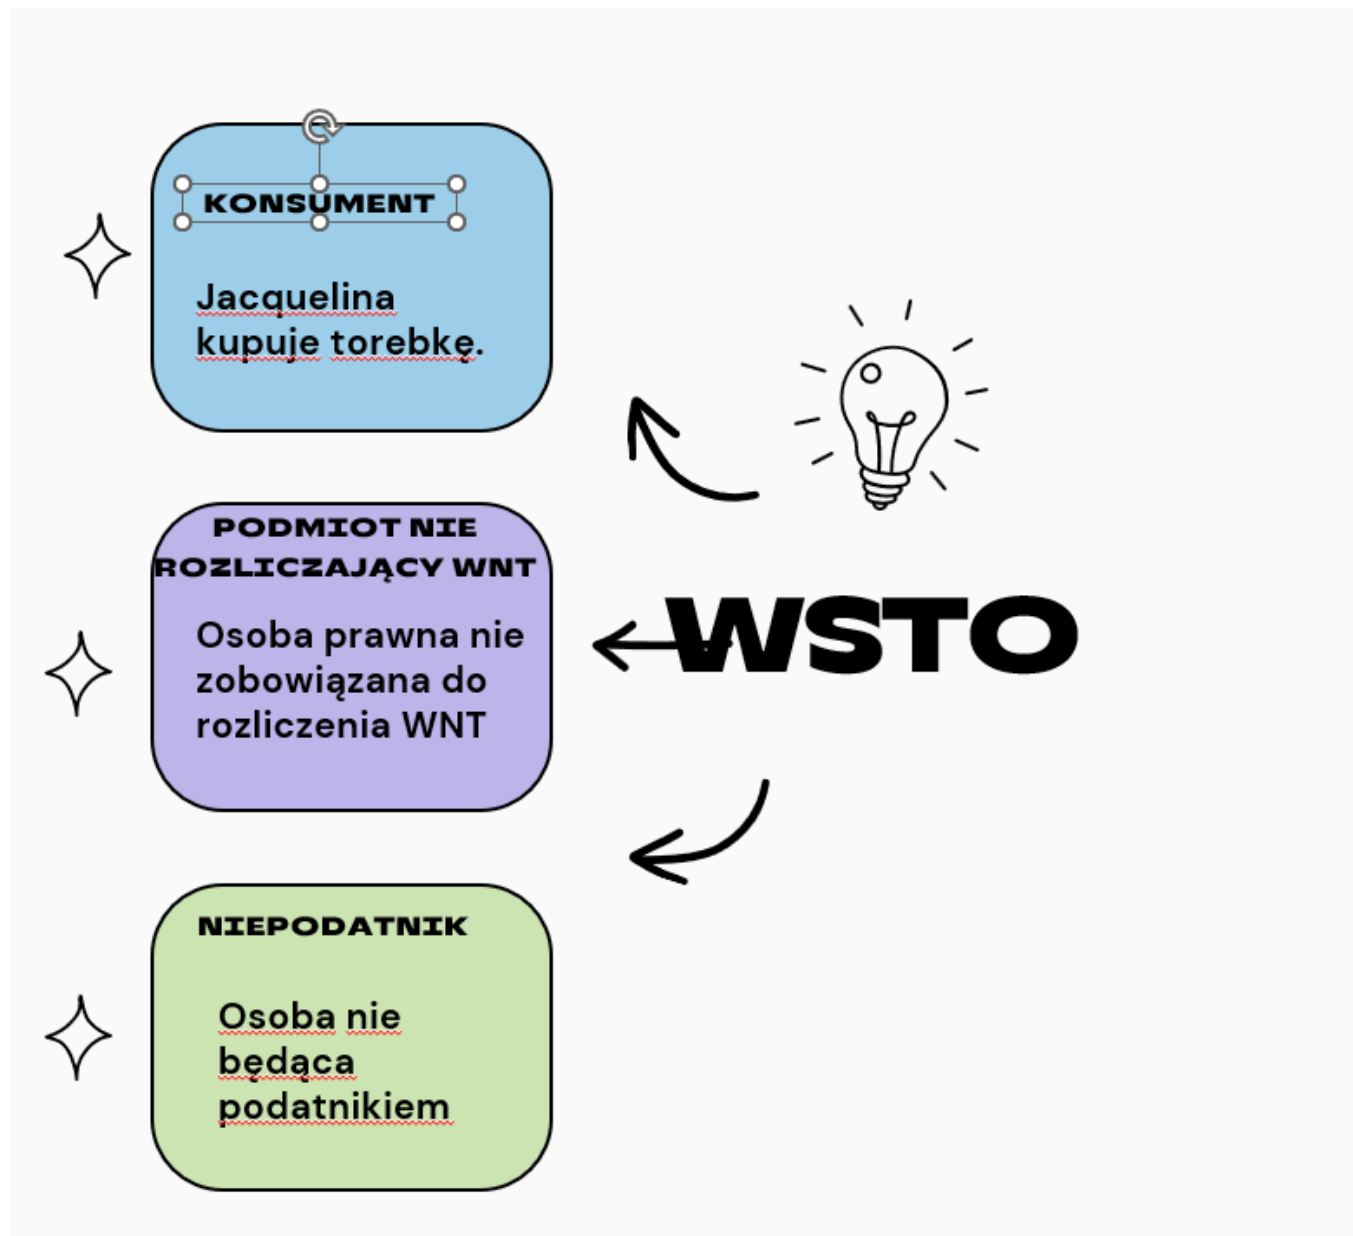 KONSUMENT
Jacquelina
kupuje torebkę.
PODMIOT NIE
ROZLICZAJĄCY WNT
Osoba prawna nie
zobowiązana do
rozliczenia WNT
WSTO
NIEPODATNIK
Osoba nie
będąca
podatnikiem